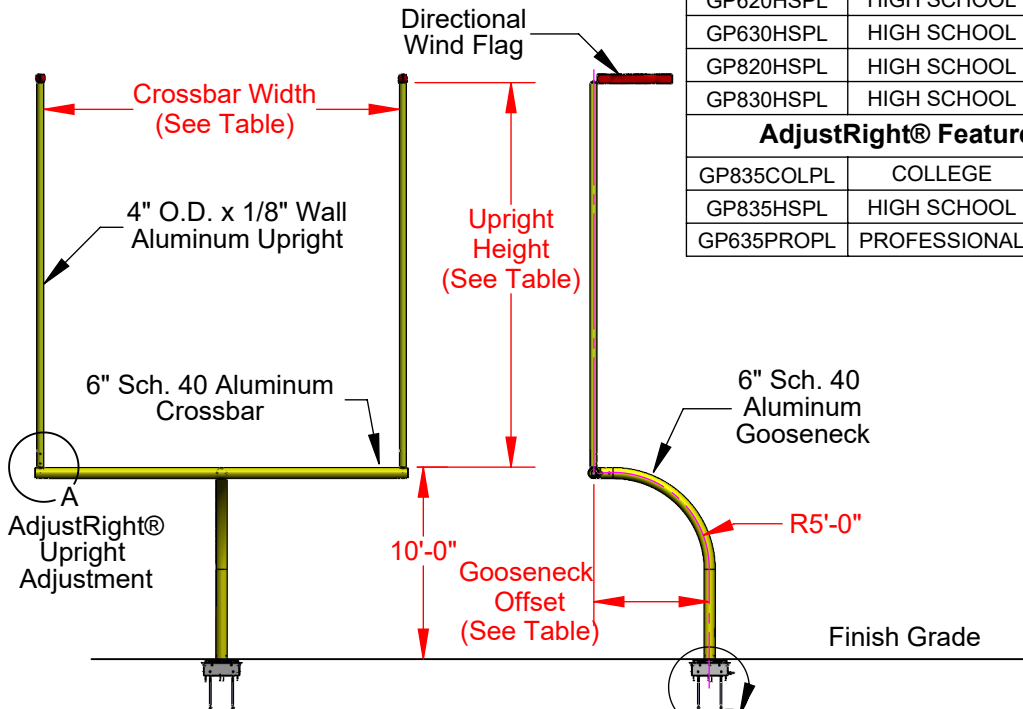 Directional
Wind Flag
Crossbar Width
(See Table)
4" O.D. x 1/8" Wall
Aluminum Upright
Upright
Height
(See Table)
6" Sch. 40 Aluminum
Crossbar
6" Sch. 40
Aluminum
Gooseneck
A
AdjustRight®
Upright
Adjustment
10'-0"
R5'-0"
Gooseneck
Offset
(See Table)
Finish Grade
GP620HSPL HIGH SCHOOL
GP630HSPL HIGH SCHOOL
GP820HSPL HIGH SCHOOL
GP830HSPL HIGH SCHOOL
AdjustRight® Feature
GP835COLPL COLLEGE
GP835HSPL HIGH SCHOOL
GP635PROPL PROFESSIONAL